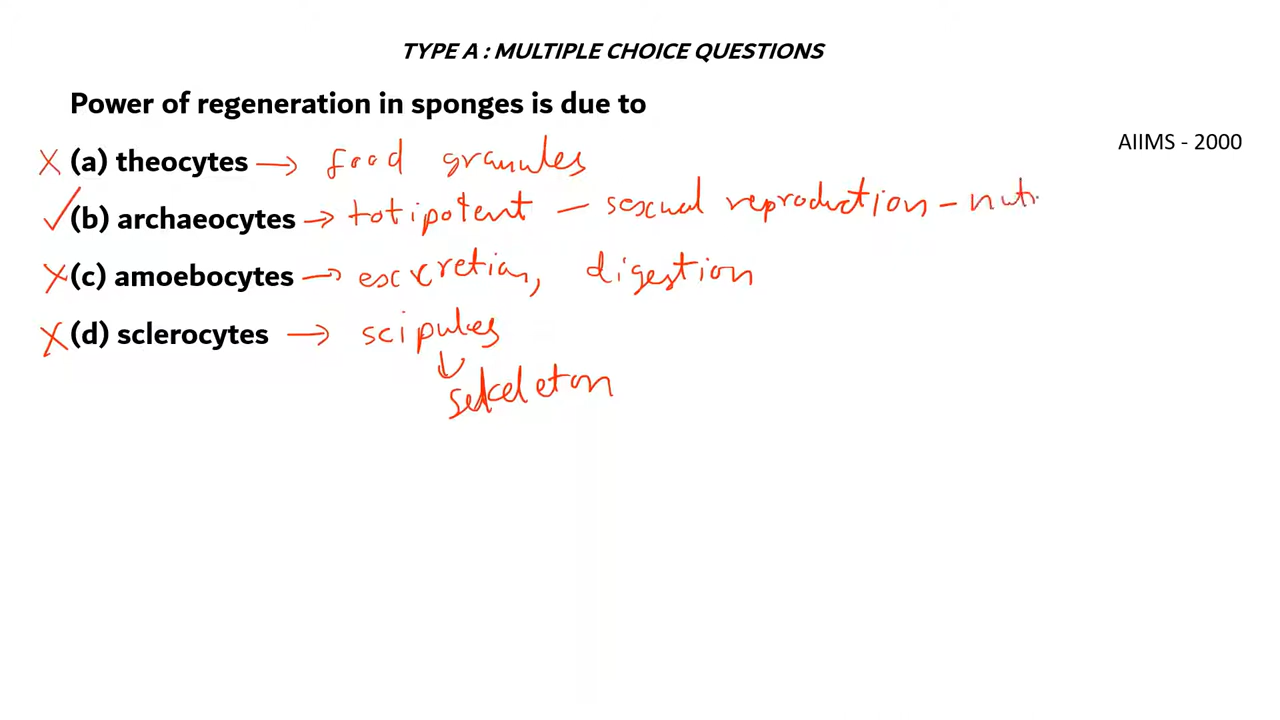 TYPE A : MULTIPLE CHOICE QUESTIONS
Power of regeneration in sponges is due to
AIIMS - 2000
X (a) theocytes → food granules
✓ (b) archaeocytes → totipotent - sexual reproduction - nutr
X (c) amoebocytes → excretion, digestion
X (d) sclerocytes → scipules
↓